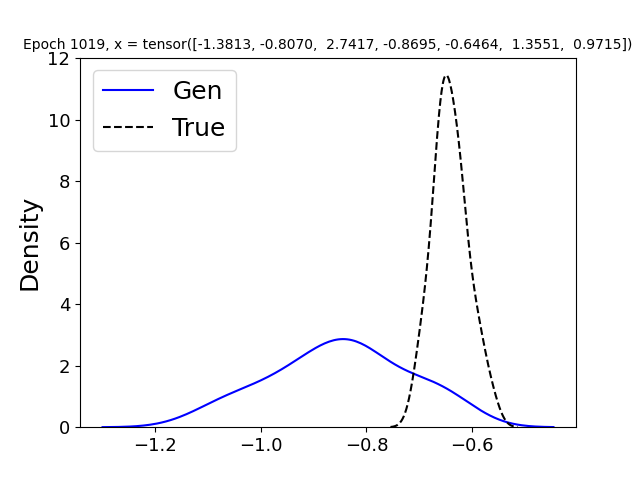 Epoch 1019, x = tensor([-1.3813, -0.8070,  2.7417, -0.8695, -0.6464,  1.3551,  0.9715])
12
Gen
10
True
8
6
4
2
0
Density
−1.2
−1.0
−0.8
−0.6